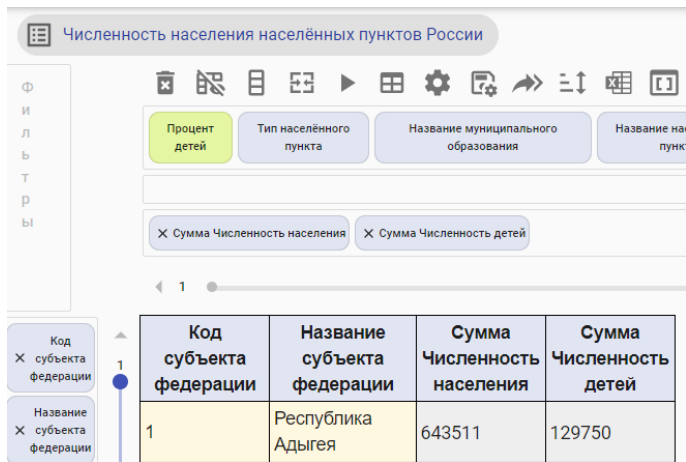 Численность населения населённых пунктов России
Ф
и
л
ь
т
р
ы
Процент
детей
Тип населённого
пункта
Название муниципального
образования
Название
× Сумма Численность населения
× Сумма Численность детей
1
Код
× субъекта
федерации
Название
× субъекта
федерации
1
Код
субъекта
федерации
Название
субъекта
федерации
Сумма
Численность
населения
Сумма
Численность
детей
1
Республика
Адыгея
643511
129750